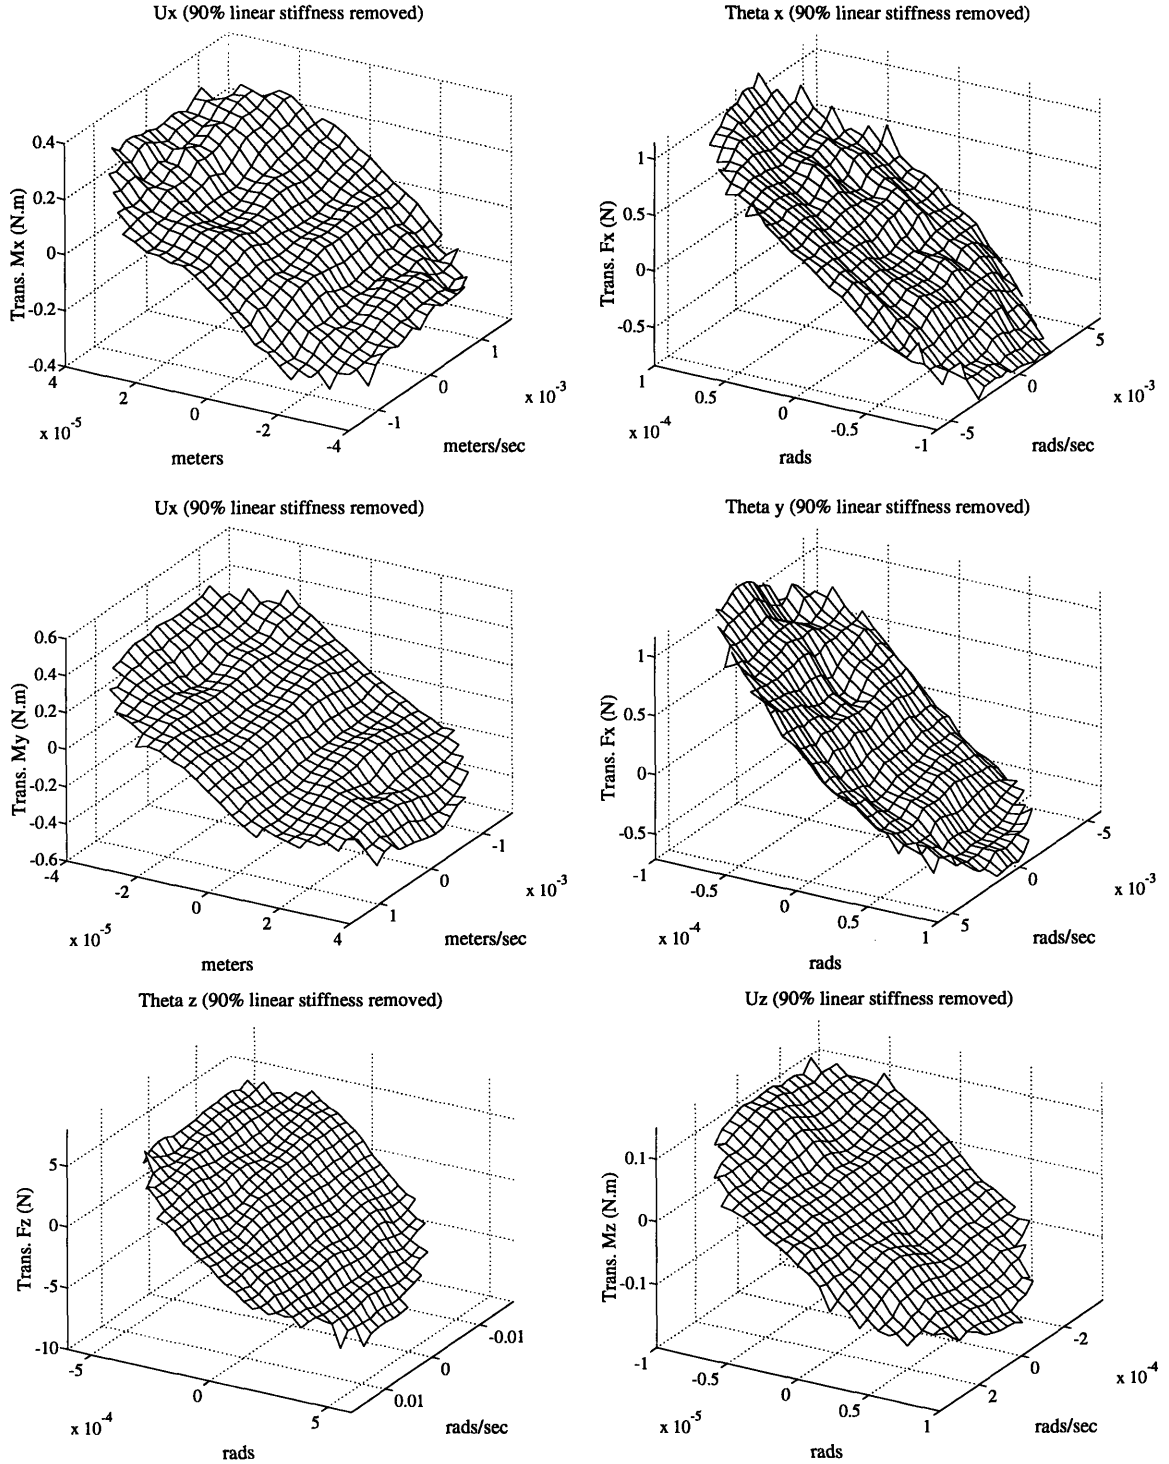 Ux (90% linear stiffness removed)
0.4
0.2
0
-0.2
-0.4
Trans. Mx (N.m)
4
2
0
-2
-4
x 10-5
meters
-1
0
1
x 10-3
meters/sec
Theta x (90% linear stiffness removed)
1
0.5
0
-0.5
Trans. Fx (N)
1
0.5
0
-0.5
-1
x 10-4
rads
-5
0
5
x 10-3
rads/sec
Ux (90% linear stiffness removed)
0.6
0.4
0.2
0
-0.2
-0.4
-0.6
Trans. My (N.m)
-4
-2
0
2
4
x 10-5
meters
1
0
-1
x 10-3
meters/sec
Theta y (90% linear stiffness removed)
1
0.5
0
-0.5
Trans. Fx (N)
-1
-0.5
0
0.5
1
x 10-4
rads
5
0
-5
x 10-3
rads/sec
Theta z (90% linear stiffness removed)
5
0
-5
-10
Trans. Fz (N)
-5
0
5
x 10-4
rads
0.01
0
-0.01
rads/sec
Uz (90% linear stiffness removed)
0.1
0
-0.1
Trans. Mz (N.m)
-1
-0.5
0
0.5
1
x 10-5
rads
2
0
-2
x 10-4
rads/sec